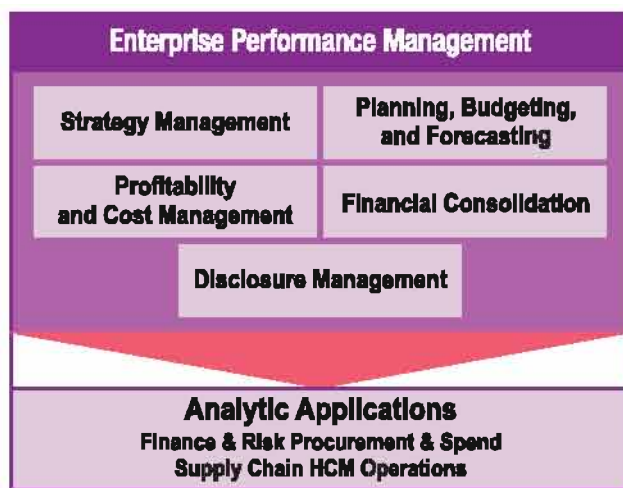 Enterprise Performance Management
Strategy Management
Planning, Budgeting,
and Forecasting
Profitability
and Cost Management
Financial Consolidation
Disclosure Management
Analytic Applications
Finance & Risk Procurement & Spend
Supply Chain HCM Operations